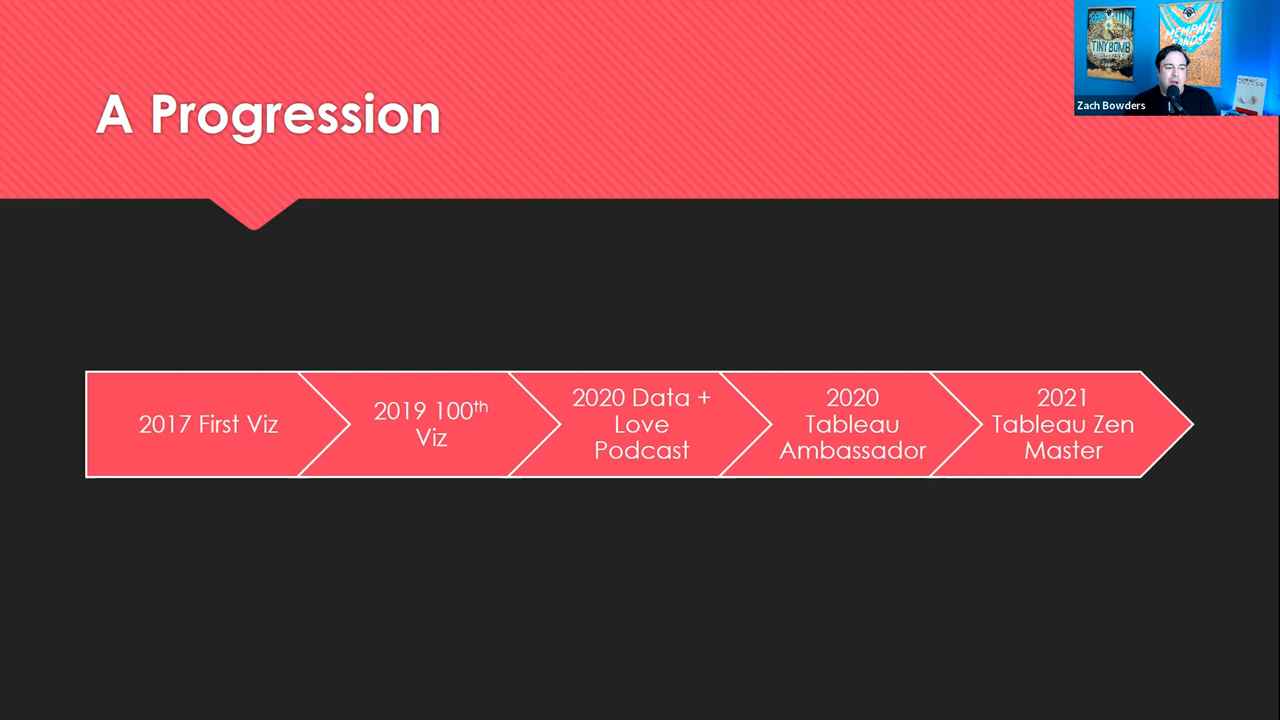 A Progression
TINY BOMB
MEMPHIS
Zach Bowders
2017 First Viz
2019 100th
Viz
2020 Data +
Love
Podcast
2020
Tableau
Ambassador
2021
Tableau Zen
Master